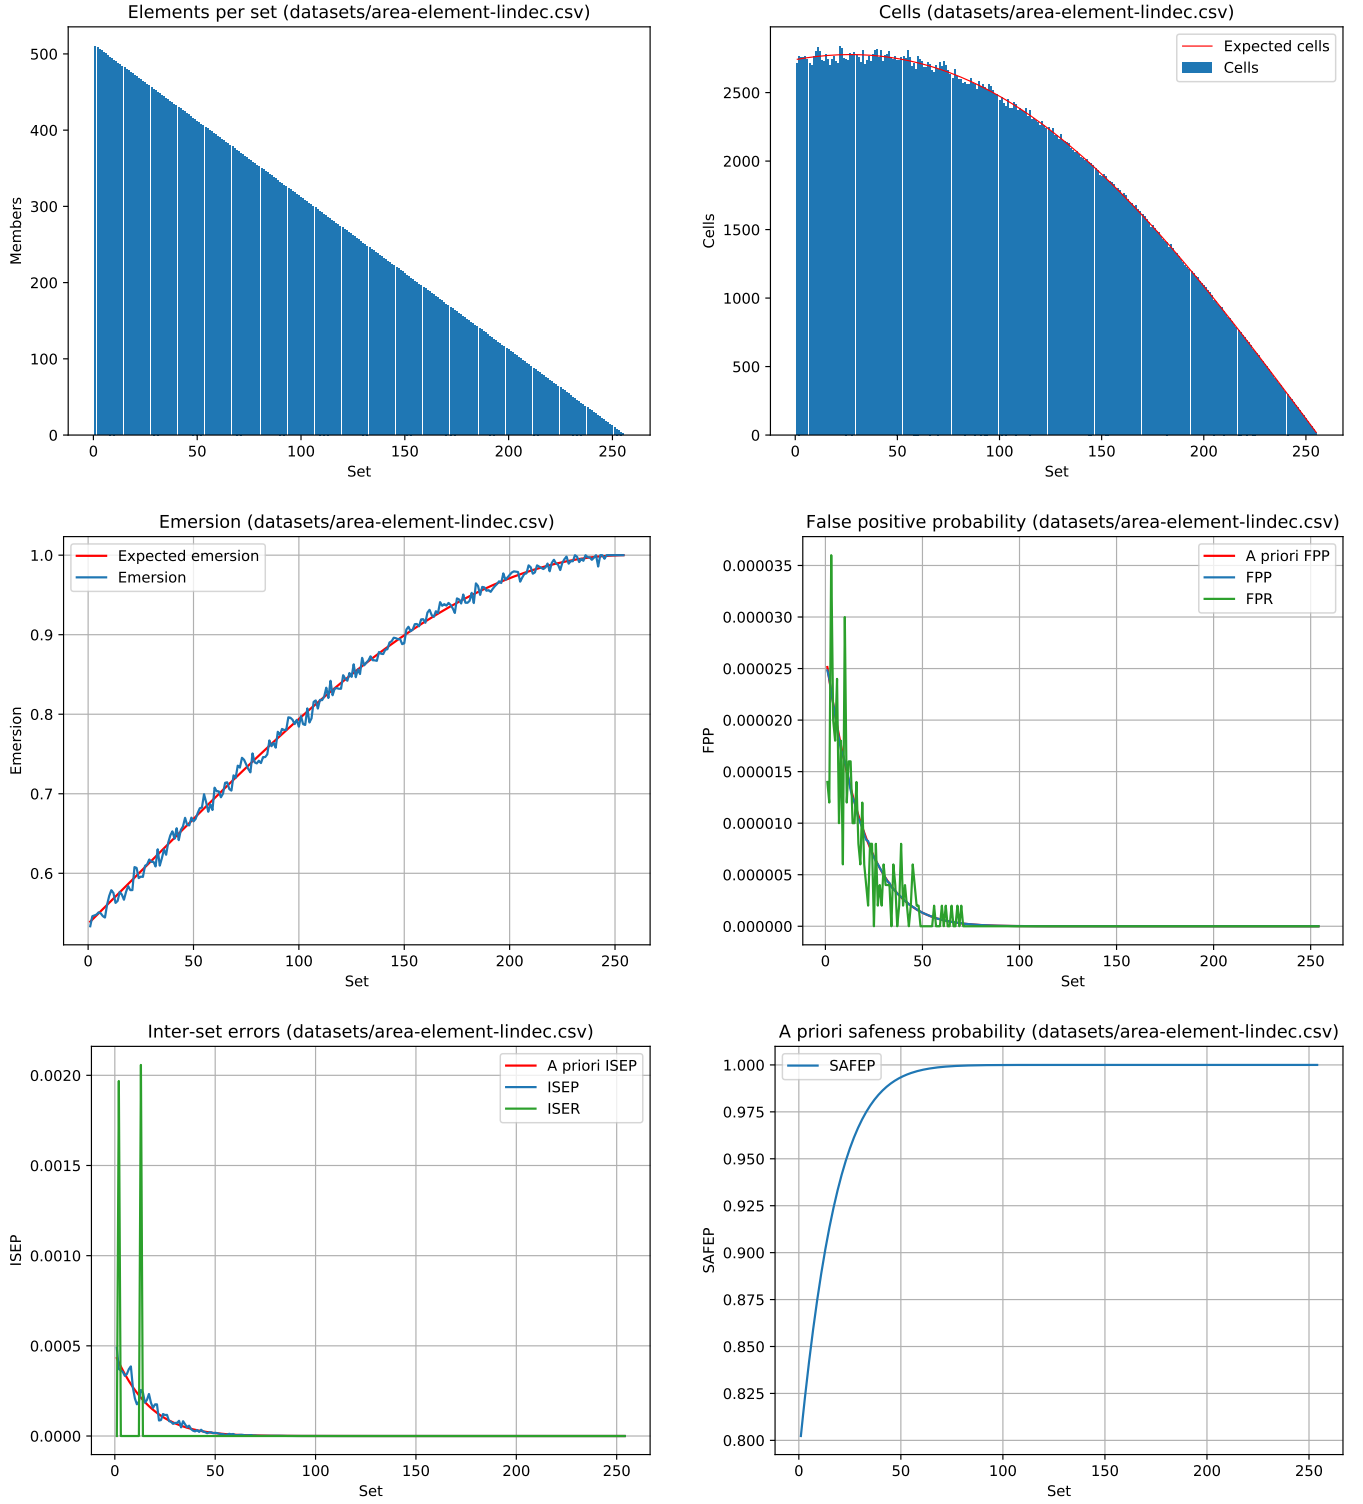 Elements per set (datasets/area-element-lindec.csv)
Members
500
400
300
200
100
0
0 50 100 150 200 250
Set
Cells (datasets/area-element-lindec.csv)
Expected cells
Cells
Cells
2500
2000
1500
1000
500
0
0 50 100 150 200 250
Set
Emersion (datasets/area-element-lindec.csv)
Expected emersion
Emersion
Emersion
1.0
0.9
0.8
0.7
0.6
0 50 100 150 200 250
Set
False positive probability (datasets/area-element-lindec.csv)
A priori FPP
FPP
FPR
FPP
0.000035
0.000030
0.000025
0.000020
0.000015
0.000010
0.000005
0.000000
0 50 100 150 200 250
Set
Inter-set errors (datasets/area-element-lindec.csv)
A priori ISEP
ISEP
ISER
ISEP
0.0020
0.0015
0.0010
0.0005
0.0000
0 50 100 150 200 250
Set
A priori safeness probability (datasets/area-element-lindec.csv)
SAFEP
SAFEP
1.000
0.975
0.950
0.925
0.900
0.875
0.850
0.825
0.800
0 50 100 150 200 250
Set